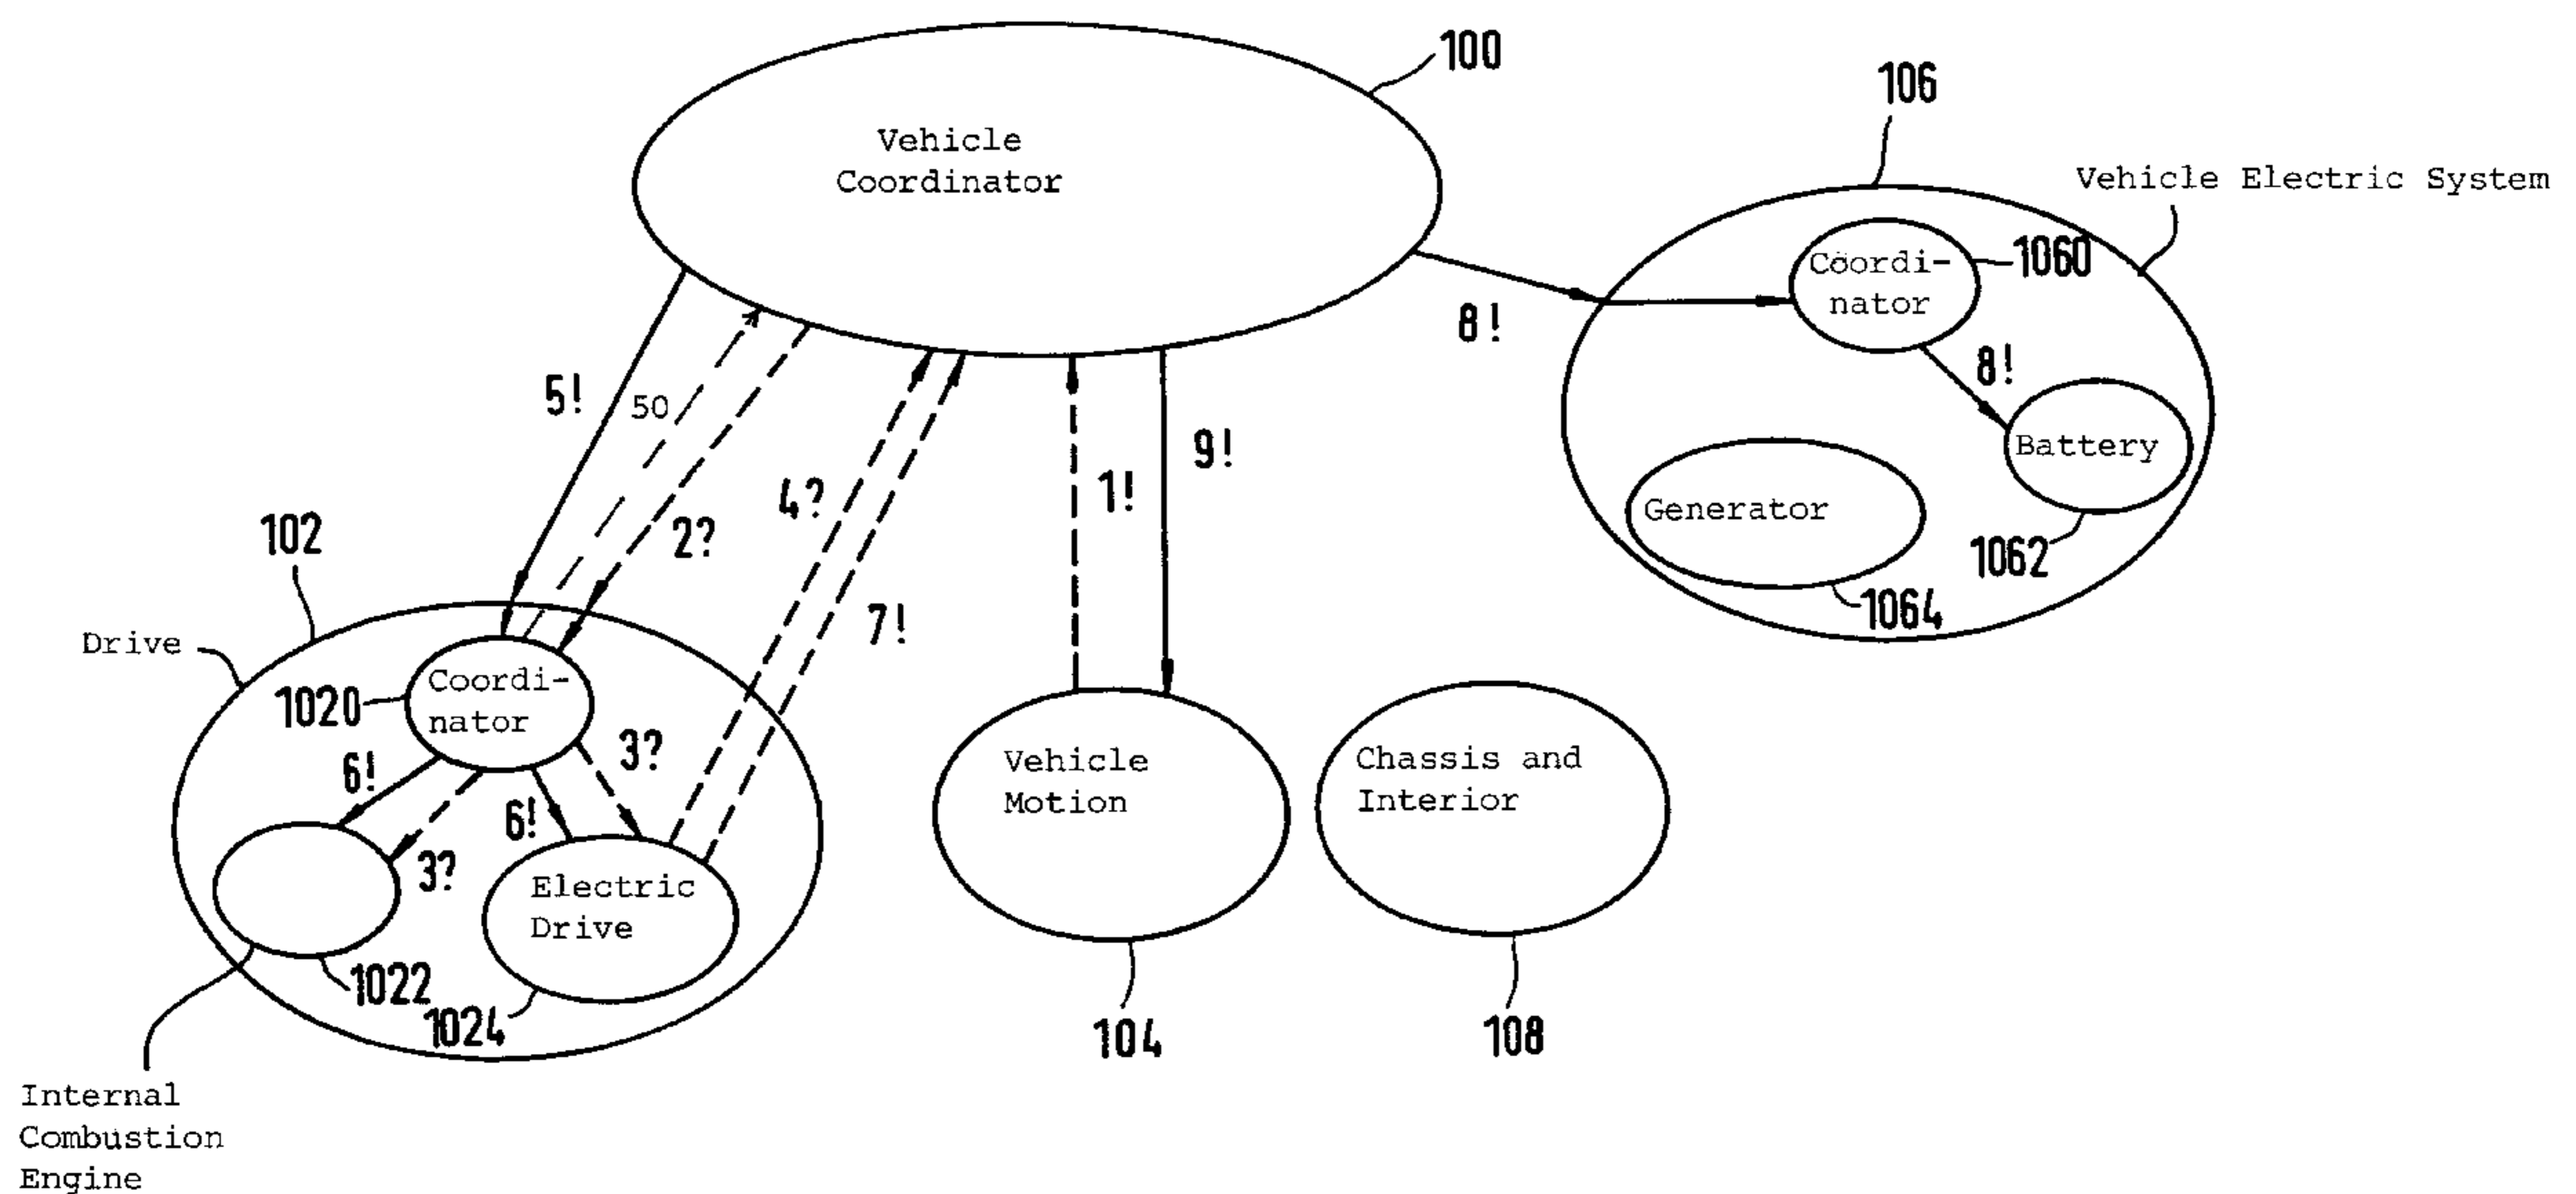 100
Vehicle
Coordinator
106
Vehicle Electric System
Coordi-
nator
1060
8!
8!
Battery
Generator
1062
1064
5!
50
2?
4?
7!
1!
9!
102
Drive
Coordi-
nator
1020
6!
3?
6!
3?
Electric
Drive
1022
1024
Internal
Combustion
Engine
Vehicle
Motion
104
Chassis and
Interior
108